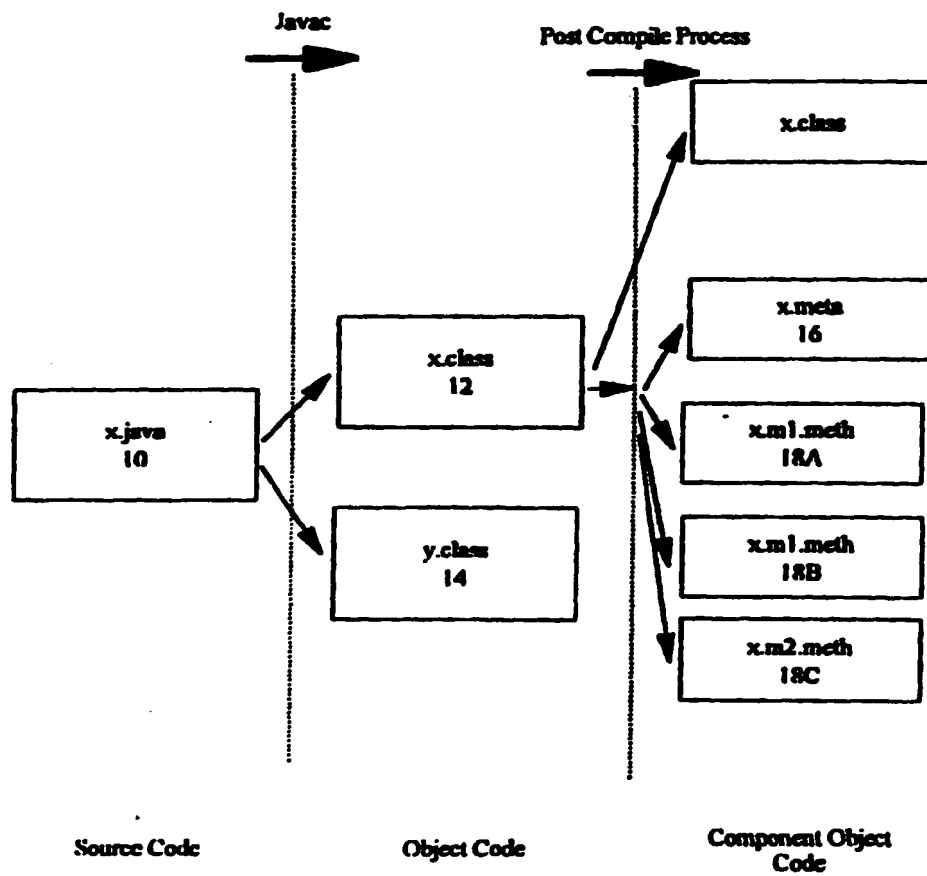 Javac
Post Compile Process
x.class
x.meta
16
x.class
12
x.java
10
x.m1.meth
18A
y.class
14
x.m1.meth
18B
x.m2.meth
18C
Source Code
Object Code
Component Object
Code